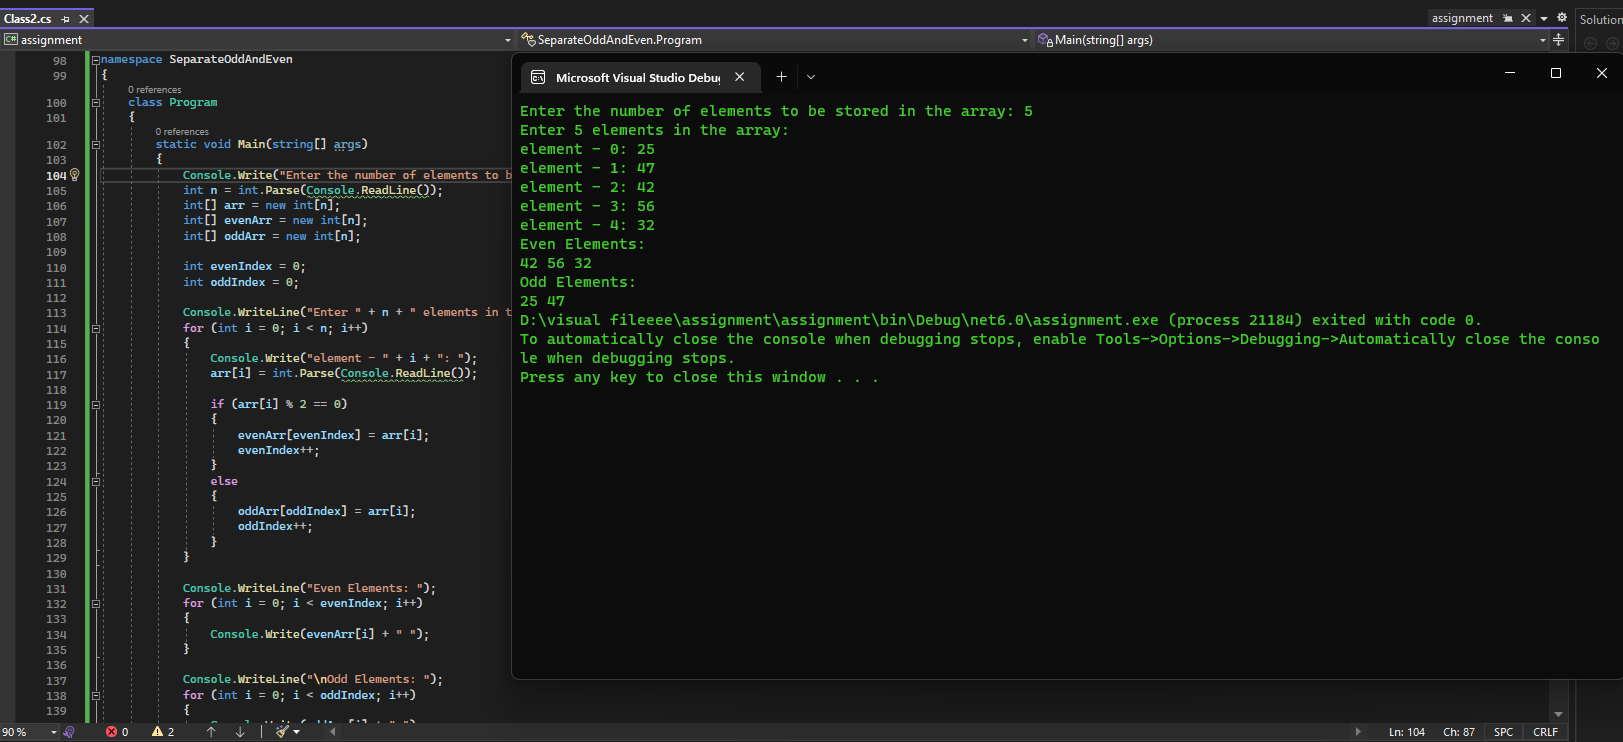 Class2.cs
assignment
Solution
assignment
SeparateOddAndEven.Program
Main(string[] args)
98 namespace SeparateOddAndEven
99 {
0 references
100 class Program
101 {
0 references
102 static void Main(string[] args)
103 {
104 Console.Write("Enter the number of elements to b
105 int n = int.Parse(Console.ReadLine());
106 int[] arr = new int[n];
107 int[] evenArr = new int[n];
108 int[] oddArr = new int[n];
109
110 int evenIndex = 0;
111 int oddIndex = 0;
112
113 Console.WriteLine("Enter " + n + " elements in t
114 for (int i = 0; i < n; i++)
115 {
116 Console.Write("element - " + i + ": ");
117 arr[i] = int.Parse(Console.ReadLine());
118
119 if (arr[i] % 2 == 0)
120 {
121 evenArr[evenIndex] = arr[i];
122 evenIndex++;
123 }
124 else
125 {
126 oddArr[oddIndex] = arr[i];
127 oddIndex++;
128 }
129 }
130
131 Console.WriteLine("Even Elements: ");
132 for (int i = 0; i < evenIndex; i++)
133 {
134 Console.Write(evenArr[i] + " ");
135 }
136
137 Console.WriteLine("\nOdd Elements: ");
138 for (int i = 0; i < oddIndex; i++)
139 {
Microsoft Visual Studio Debu
Enter the number of elements to be stored in the array: 5
Enter 5 elements in the array:
element - 0: 25
element - 1: 47
element - 2: 42
element - 3: 56
element - 4: 32
Even Elements:
42 56 32
Odd Elements:
25 47
D:\visual fileeee\assignment\assignment\bin\Debug\net6.0\assignment.exe (process 21184) exited with code 0.
To automatically close the console when debugging stops, enable Tools->Options->Debugging->Automatically close the conso
le when debugging stops.
Press any key to close this window . . .
90 %
0
2
Ln: 104 Ch: 87 SPC CRLF